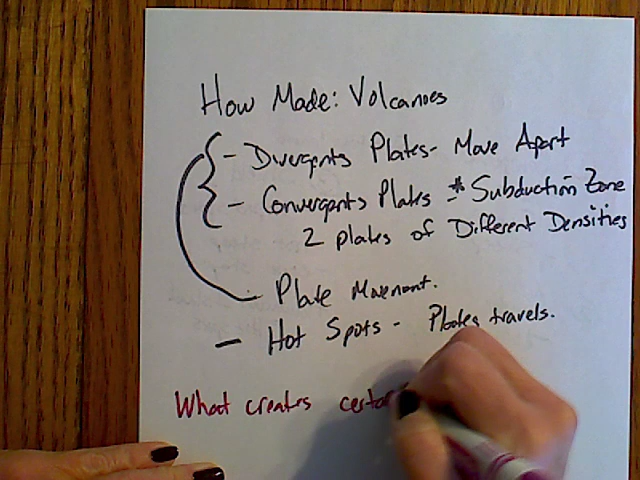 How Made: Volcanoes
- Divergents Plates- Move Apart
- Convergents Plates -* Subduction Zone
2 plates of Different Densities
Plate Movemont.
- Hot Spots - Plates travels.
What creates